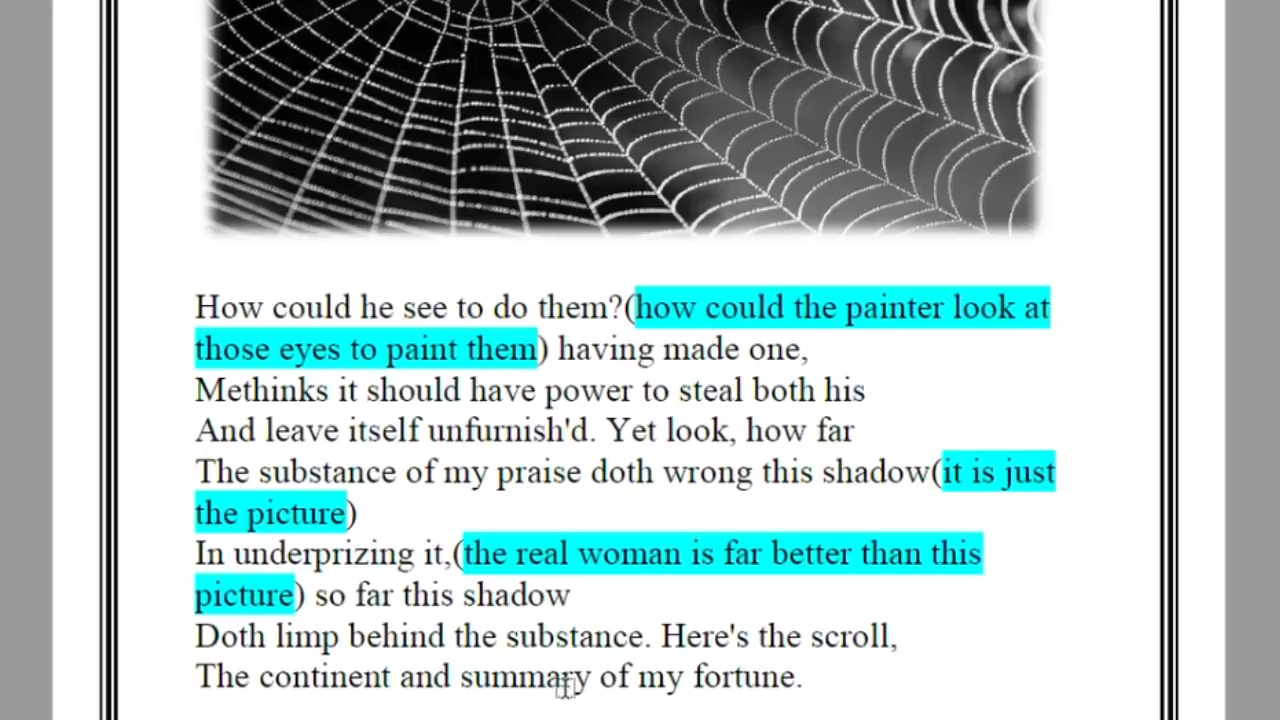 How could he see to do them?(how could the painter look at
those eyes to paint them) having made one,
Methinks it should have power to steal both his
And leave itself unfurnish'd. Yet look, how far
The substance of my praise doth wrong this shadow(it is just
the picture)
In underprizing it,(the real woman is far better than this
picture) so far this shadow
Doth limp behind the substance. Here's the scroll,
The continent and summary of my fortune.